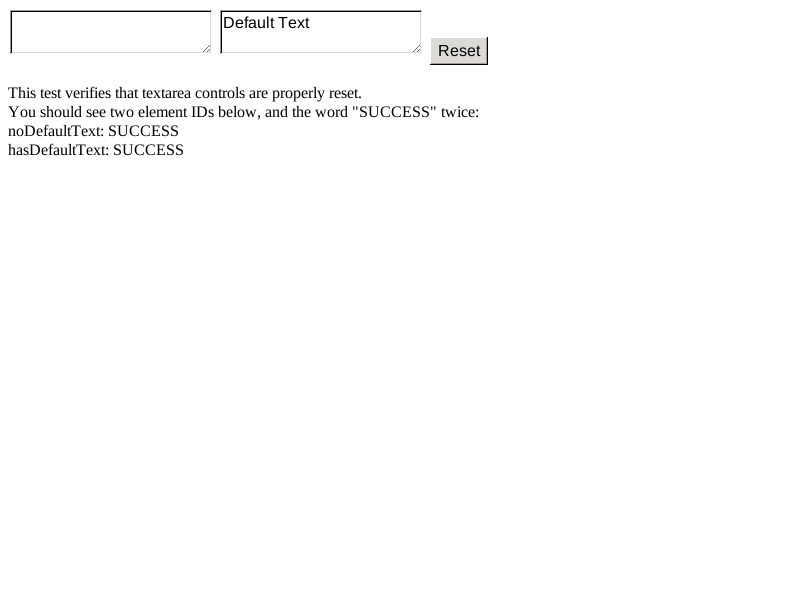 Default Text
Reset
This test verifies that textarea controls are properly reset.
You should see two element IDs below, and the word "SUCCESS" twice:
noDefaultText: SUCCESS
hasDefaultText: SUCCESS